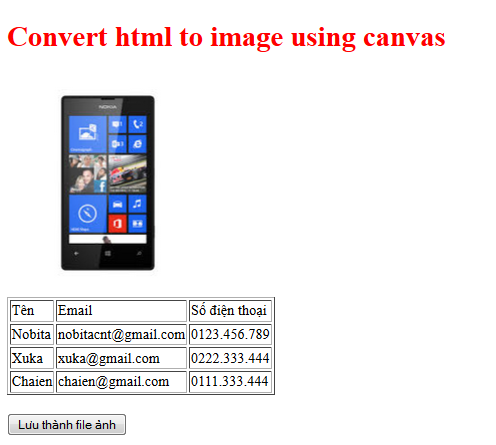 Convert html to image using canvas
NOKIA
Tên Email Số điện thoại
Nobita nobitacnt@gmail.com 0123.456.789
Xuka xuka@gmail.com 0222.333.444
Chaien chaien@gmail.com 0111.333.444
Lưu thành file ảnh